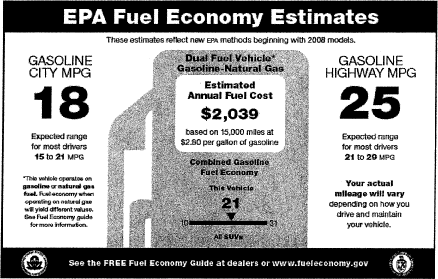 EPA Fuel Economy Estimates
These estimates reflect new EPA methods beginning with 2008 models.
GASOLINE
CITY MPG
18
Expected range
for most drivers
15 to 21 MPG
*This vehicle operates on
gasoline or natural gas
fuel. Fuel economy when
operating on natural gas
will yield different values.
See Fuel Economy guide
for more information.
Dual Fuel Vehicle*
Gasoline-Natural Gas
Estimated
Annual Fuel Cost
$2,039
based on 15,000 miles at
$2.80 per gallon of gasoline
Combined Gasoline
Fuel Economy
This Vehicle
21
10 31
All SUVs
GASOLINE
HIGHWAY MPG
25
Expected range
for most drivers
21 to 29 MPG
Your actual
mileage will vary
depending on how you
drive and maintain
your vehicle.
See the FREE Fuel Economy Guide at dealers or www.fueleconomy.gov